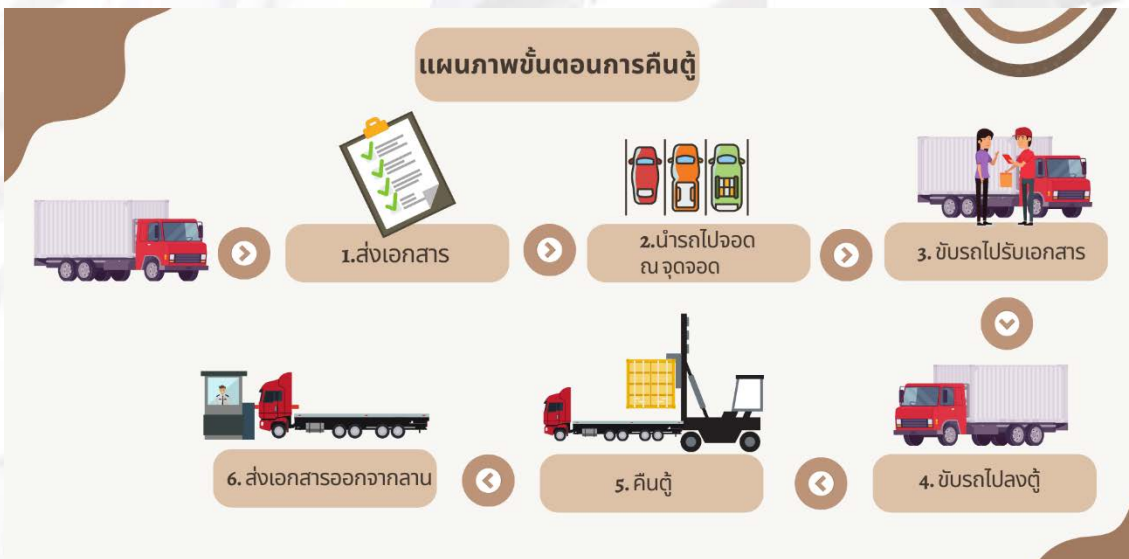 แผนภาพขั้นตอนการคืนตู้
1.ส่งเอกสาร
2.นำรถไปจอด
ณ จุดจอด
3. ขับรถไปรับเอกสาร
4. ขับรถไปลงตู้
5. คืนตู้
6. ส่งเอกสารออกจากลาน